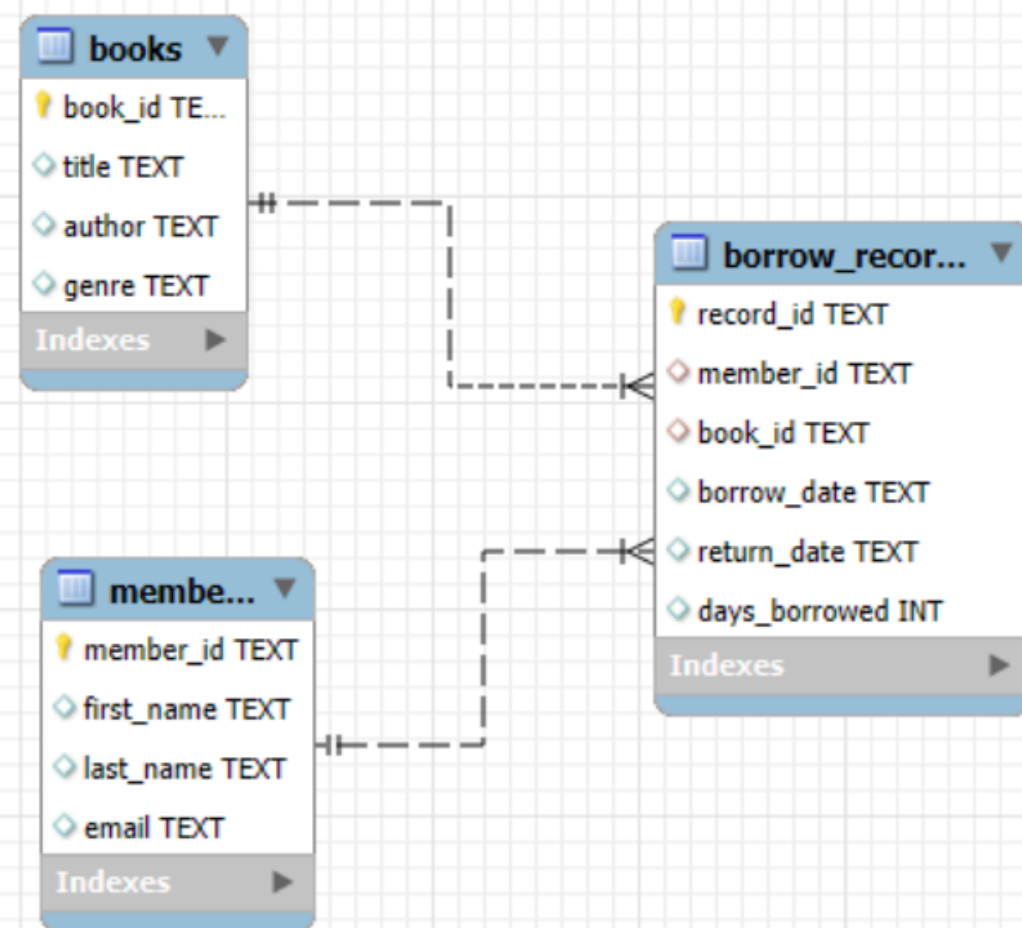 books
book_id TE...
title TEXT
author TEXT
genre TEXT
Indexes
borrow_recor...
record_id TEXT
member_id TEXT
book_id TEXT
borrow_date TEXT
return_date TEXT
days_borrowed INT
Indexes
membe...
member_id TEXT
first_name TEXT
last_name TEXT
email TEXT
Indexes